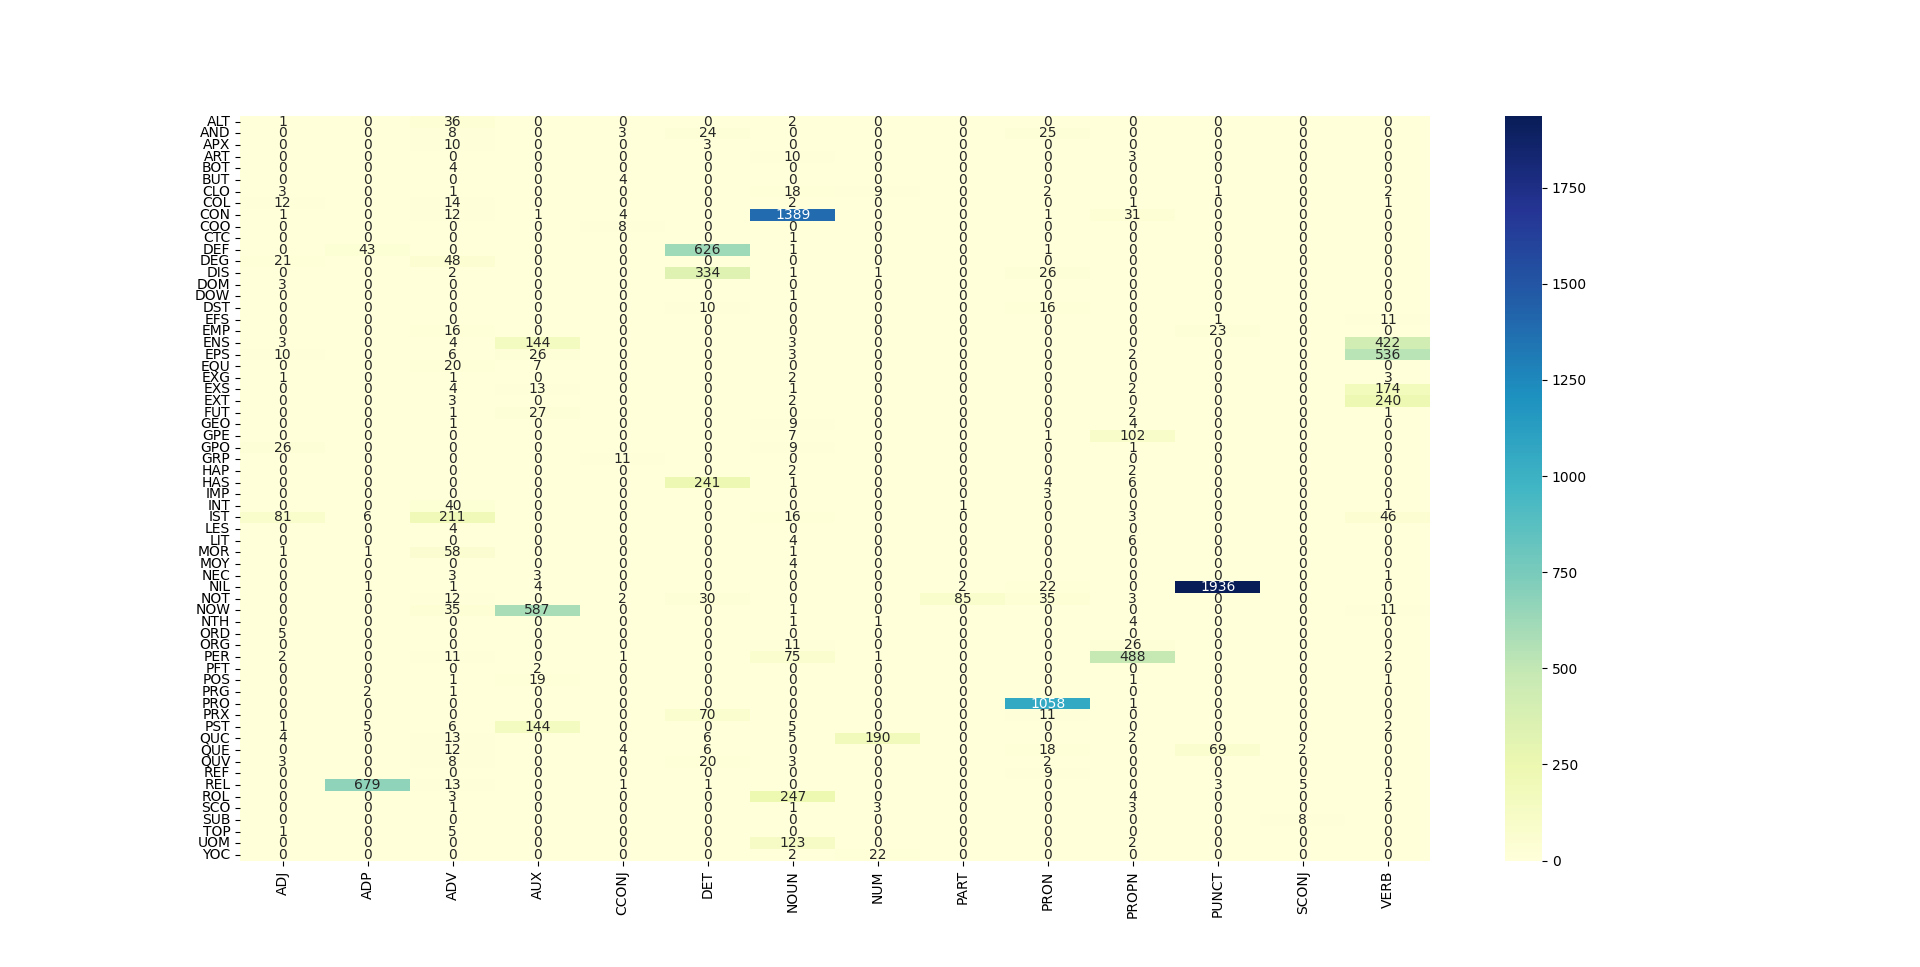 ALT 1 0 36 0 0 0 2 0 0 0 0 0 0 0
AND 0 0 8 0 3 24 0 0 0 25 0 0 0 0
APX 0 0 10 0 0 3 0 0 0 0 0 0 0 0
ART 0 0 0 0 0 0 10 0 0 0 3 0 0 0
BOT 0 0 4 0 0 0 0 0 0 0 0 0 0 0
BUT 0 0 0 0 4 0 0 0 0 0 0 0 0 0
CLO 3 0 1 0 0 0 18 9 0 2 0 1 0 2
COL 12 0 14 0 0 0 2 0 0 0 1 0 0 1
CON 1 0 12 1 4 0 1389 0 0 1 31 0 0 0
COO 0 0 0 0 8 0 0 0 0 0 0 0 0 0
CTC 0 0 0 0 0 0 1 0 0 0 0 0 0 0
DEF 0 43 0 0 0 626 1 0 0 1 0 0 0 0
DEG 21 0 48 0 0 0 0 0 0 0 0 0 0 0
DIS 0 0 2 0 0 334 1 1 0 26 0 0 0 0
DOM 3 0 0 0 0 0 0 0 0 0 0 0 0 0
DOW 0 0 0 0 0 0 1 0 0 0 0 0 0 0
DST 0 0 0 0 0 10 0 0 0 16 0 0 0 0
EFS 0 0 0 0 0 0 0 0 0 0 0 1 0 11
EMP 0 0 16 0 0 0 0 0 0 0 0 23 0 0
ENS 3 0 4 144 0 0 3 0 0 0 0 0 0 422
EPS 10 0 6 26 0 0 3 0 0 0 2 0 0 536
EQU 0 0 20 7 0 0 0 0 0 0 0 0 0 0
EXG 1 0 1 0 0 0 2 0 0 0 0 0 0 3
EXS 0 0 4 13 0 0 1 0 0 0 2 0 0 174
EXT 0 0 3 0 0 0 2 0 0 0 0 0 0 240
FUT 0 0 1 27 0 0 0 0 0 0 2 0 0 1
GEO 0 0 1 0 0 0 9 0 0 0 4 0 0 0
GPE 0 0 0 0 0 0 7 0 0 1 102 0 0 0
GPO 26 0 0 0 0 0 9 0 0 0 1 0 0 0
GRP 0 0 0 0 11 0 0 0 0 0 0 0 0 0
HAP 0 0 0 0 0 0 2 0 0 0 2 0 0 0
HAS 0 0 0 0 0 241 1 0 0 4 6 0 0 0
IMP 0 0 0 0 0 0 0 0 0 3 0 0 0 0
INT 0 0 40 0 0 0 0 0 1 0 0 0 0 1
IST 81 6 211 0 0 0 16 0 0 0 3 0 0 46
LES 0 0 4 0 0 0 0 0 0 0 0 0 0 0
LIT 0 0 0 0 0 0 4 0 0 0 6 0 0 0
MOR 1 1 58 0 0 0 1 0 0 0 0 0 0 0
MOY 0 0 0 0 0 0 4 0 0 0 0 0 0 0
NEC 0 0 3 3 0 0 0 0 0 0 0 0 0 1
NIL 0 1 1 4 0 0 0 0 2 22 0 1936 0 0
NOT 0 0 12 0 2 30 0 0 85 35 3 0 0 0
NOW 0 0 35 587 0 0 1 0 0 0 0 0 0 11
NTH 0 0 0 0 0 0 1 1 0 0 4 0 0 0
ORD 5 0 0 0 0 0 0 0 0 0 0 0 0 0
ORG 0 0 0 0 0 0 11 0 0 0 26 0 0 0
PER 2 0 11 0 1 0 75 1 0 0 488 0 0 2
PFT 0 0 0 2 0 0 0 0 0 0 0 0 0 0
POS 0 0 1 19 0 0 0 0 0 0 1 0 0 1
PRG 0 2 1 0 0 0 0 0 0 0 0 0 0 0
PRO 0 0 0 0 0 0 0 0 0 1058 1 0 0 0
PRX 0 0 0 0 0 70 0 0 0 11 0 0 0 0
PST 1 5 6 144 0 0 5 0 0 0 0 0 0 2
QUC 4 0 13 0 0 6 5 190 0 0 2 0 0 0
QUE 0 0 12 0 4 6 0 0 0 18 0 69 2 0
QUV 3 0 8 0 0 20 3 0 0 2 0 0 0 0
REF 0 0 0 0 0 0 0 0 0 9 0 0 0 0
REL 0 679 13 0 1 1 0 0 0 0 0 3 5 1
ROL 0 0 3 0 0 0 247 0 0 0 4 0 0 2
SCO 0 0 1 0 0 0 1 3 0 0 3 0 0 0
SUB 0 0 0 0 0 0 0 0 0 0 0 0 8 0
TOP 1 0 5 0 0 0 0 0 0 0 0 0 0 0
UOM 0 0 0 0 0 0 123 0 0 0 2 0 0 0
YOC 0 0 0 0 0 0 2 22 0 0 0 0 0 0
ADJ ADP ADV AUX CCONJ DET NOUN NUM PART PRON PROPN PUNCT SCONJ VERB
1750
1500
1250
1000
750
500
250
0